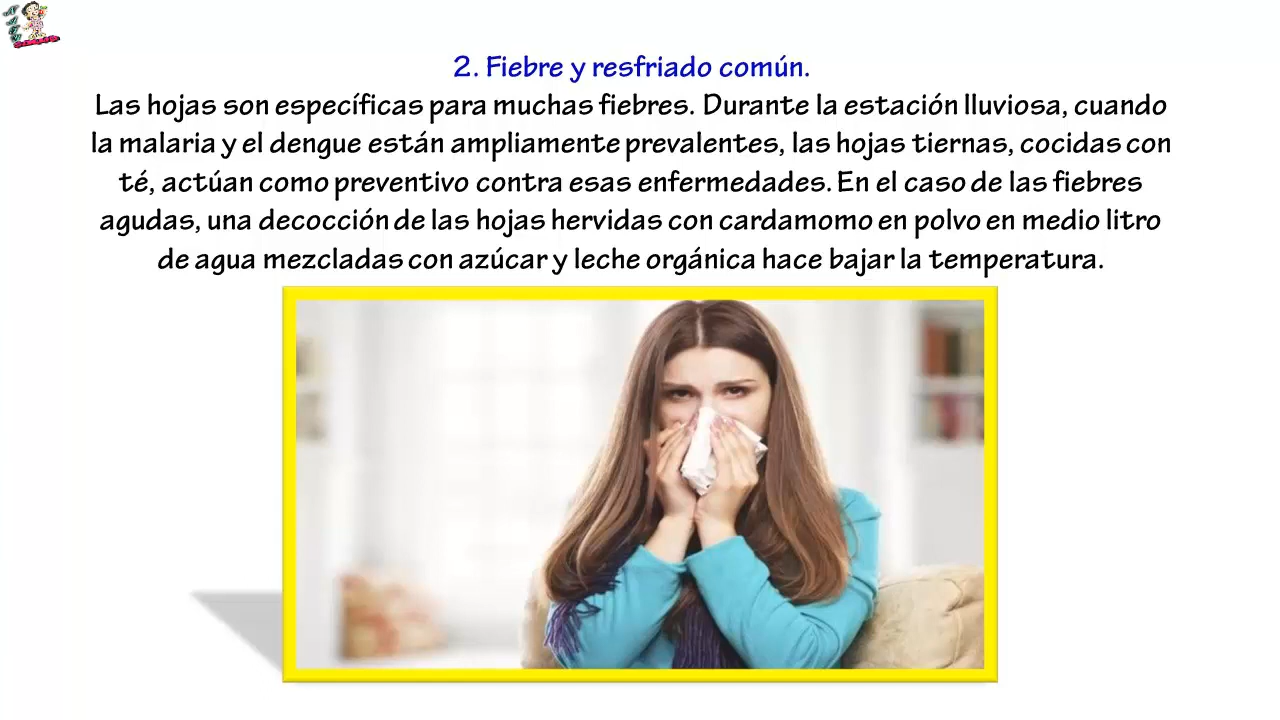 2. Fiebre y resfriado común.
Las hojas son específicas para muchas fiebres. Durante la estación lluviosa, cuando
la malaria y el dengue están ampliamente prevalentes, las hojas tiernas, cocidas con
té, actúan como preventivo contra esas enfermedades. En el caso de las fiebres
agudas, una decocción de las hojas hervidas con cardamomo en polvo en medio litro
de agua mezcladas con azúcar y leche orgánica hace bajar la temperatura.